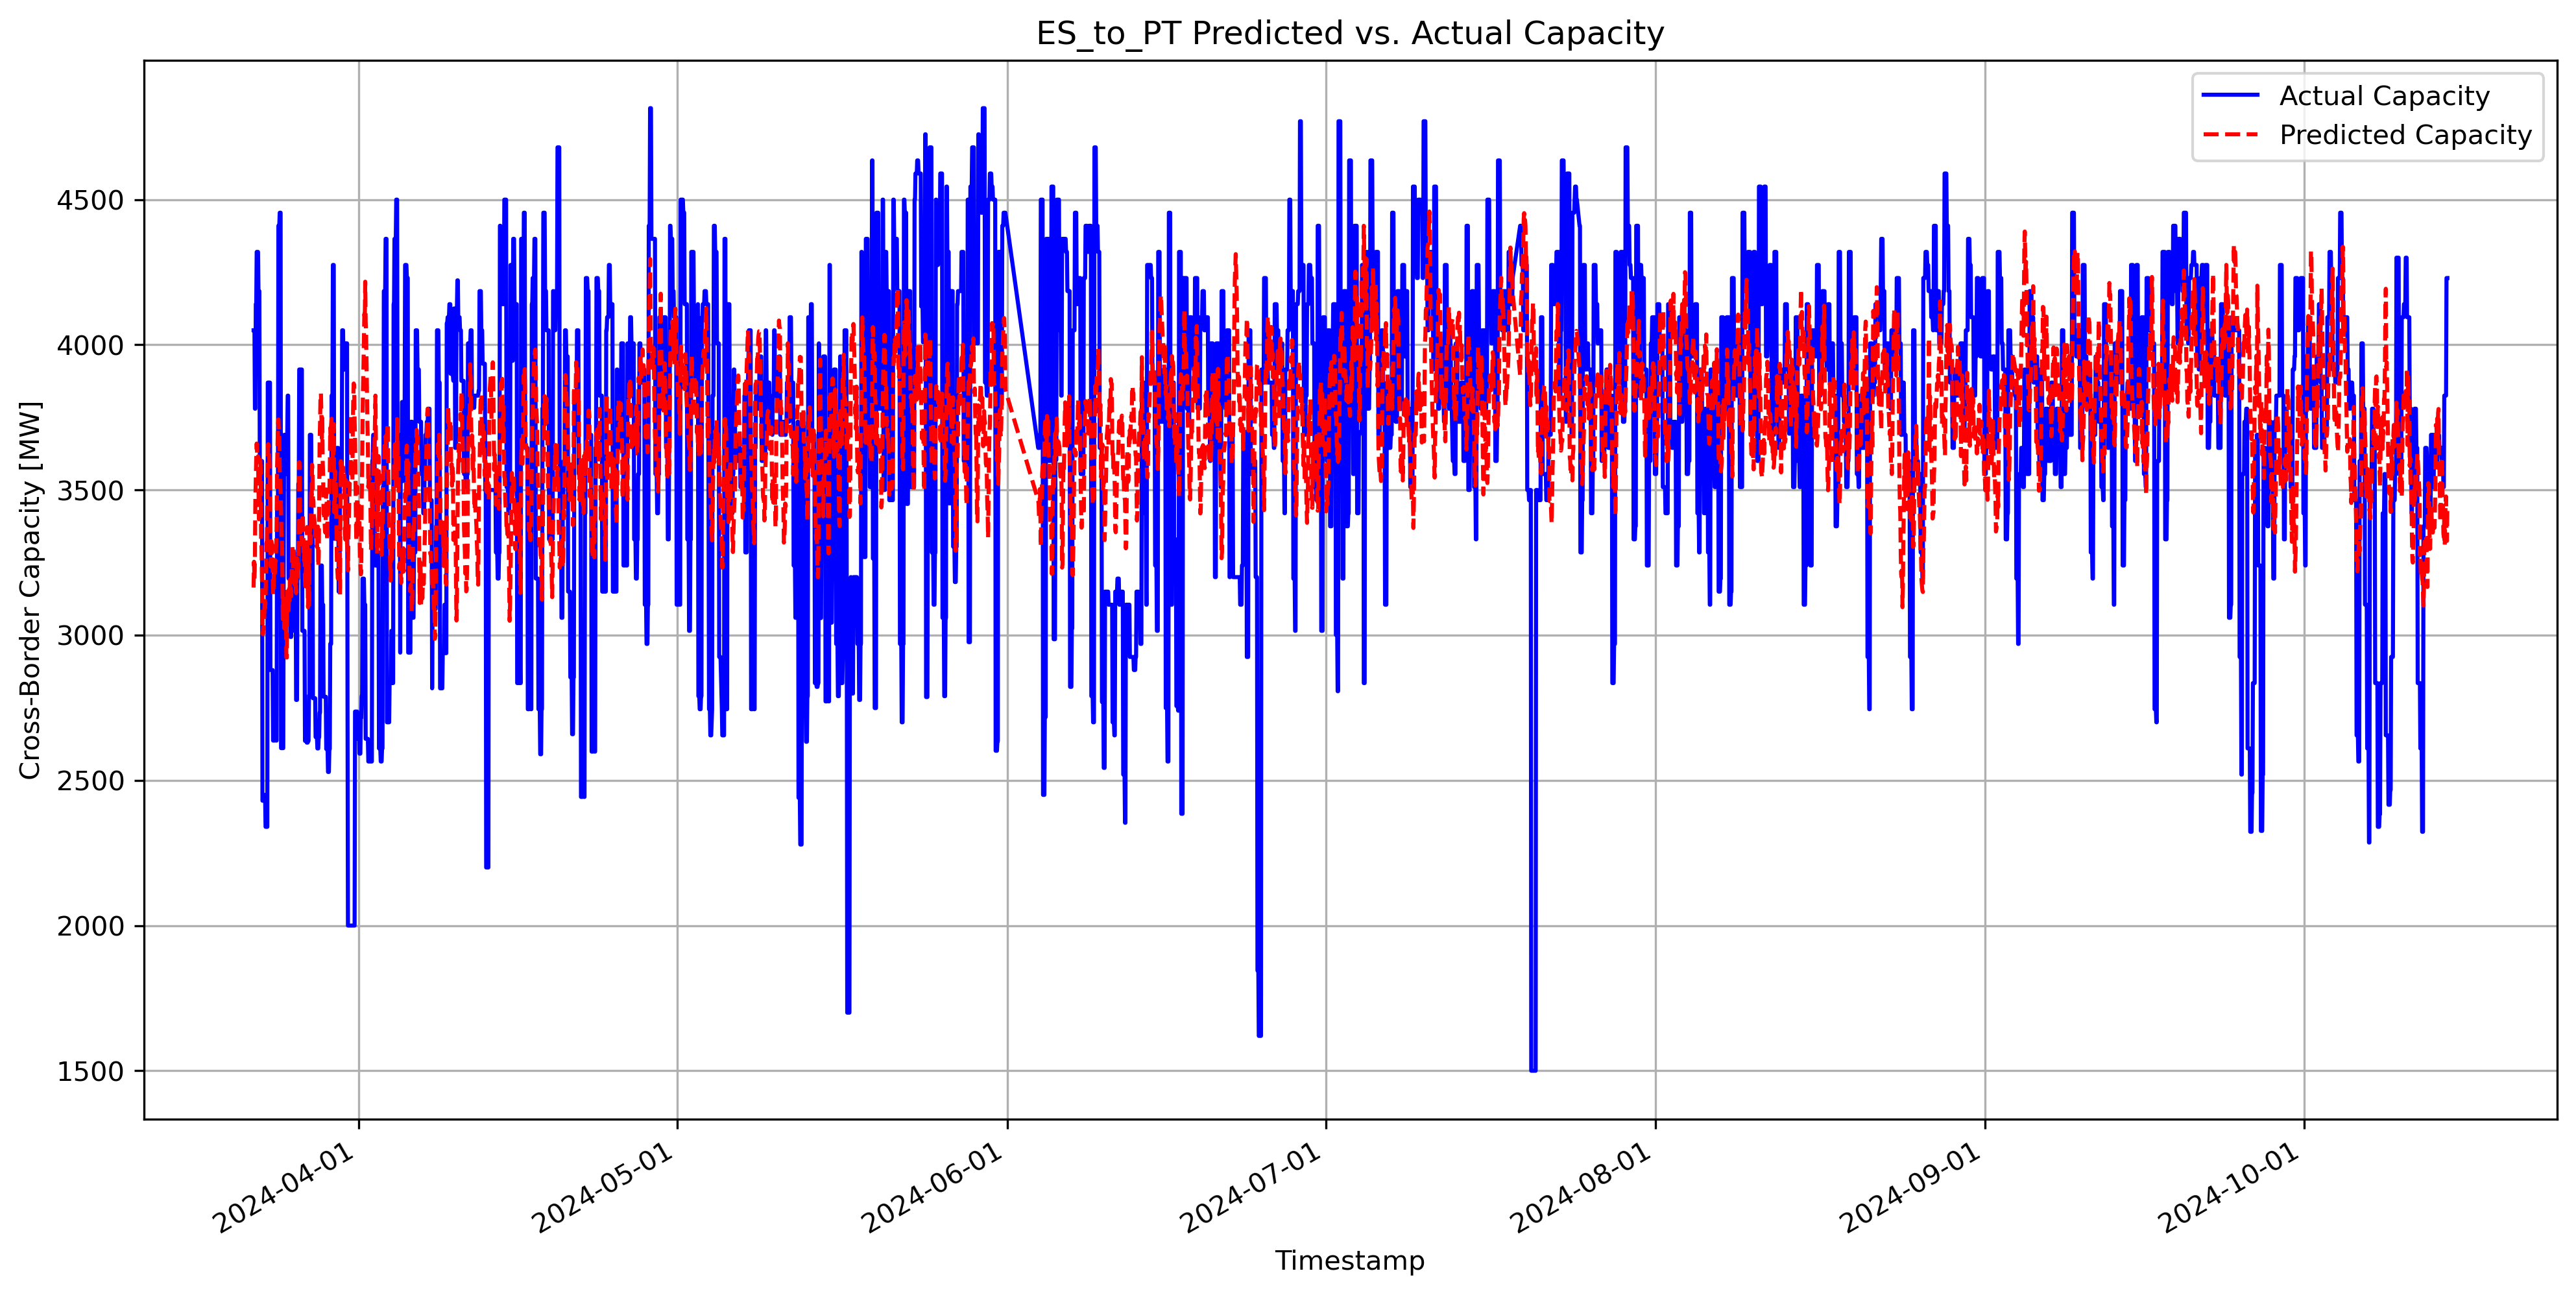 ES_to_PT Predicted vs. Actual Capacity
Actual Capacity
Predicted Capacity
Cross-Border Capacity [MW]
4500
4000
3500
3000
2500
2000
1500
2024-04-01
2024-05-01
2024-06-01
2024-07-01
2024-08-01
2024-09-01
2024-10-01
Timestamp